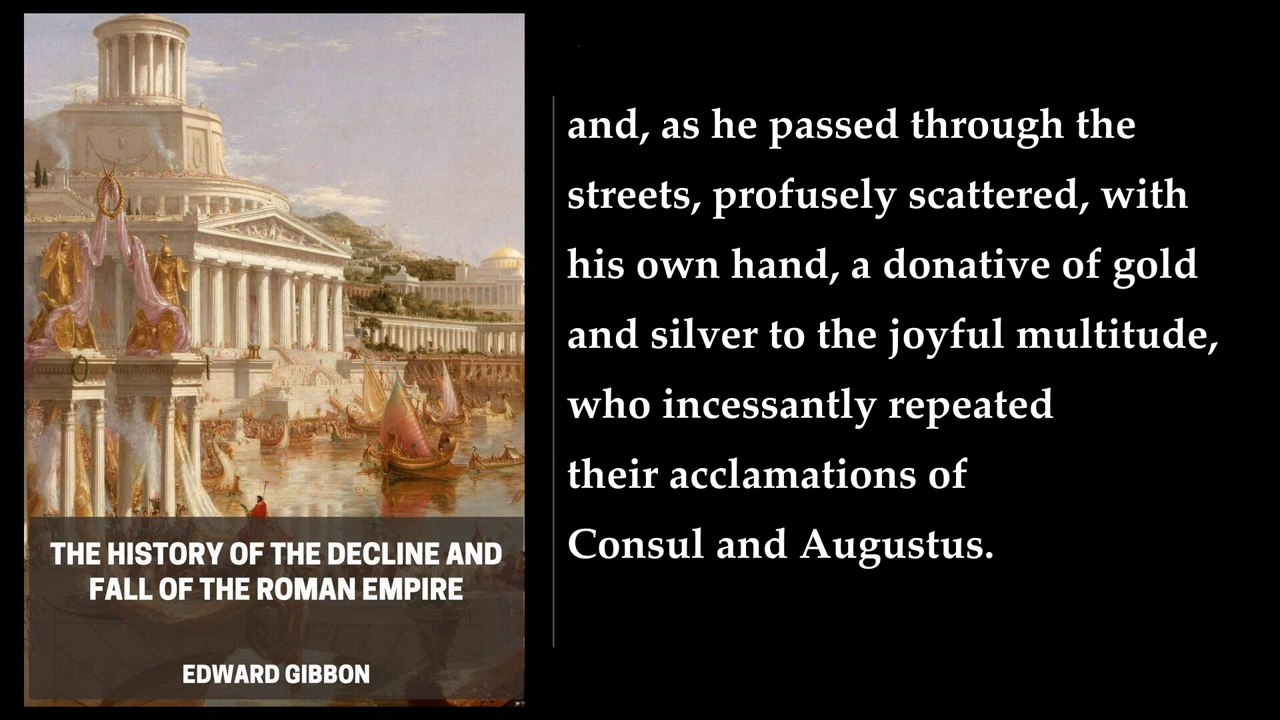 and, as he passed through the
streets, profusely scattered, with
his own hand, a donative of gold
and silver to the joyful multitude,
who incessantly repeated
their acclamations of
Consul and Augustus.
THE HISTORY OF THE DECLINE AND
FALL OF THE ROMAN EMPIRE
EDWARD GIBBON